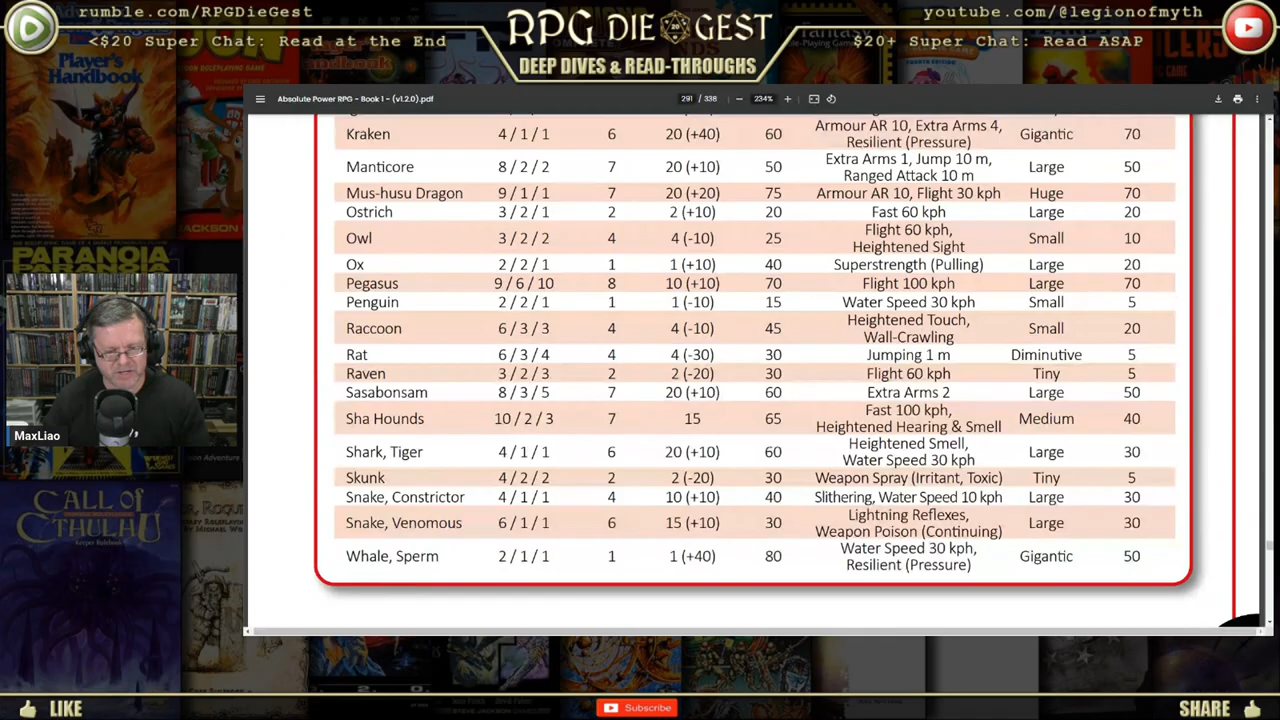 rumble.com/RPGDieGest
<$20 Super Chat: Read at the End
RPG DIE GEST
DEEP DIVES & READ-THROUGHS
youtube.com/@legionofmyth
$20+ Super Chat: Read ASAP
Player's
Handbook
PARANOIA
JACKSON
Absolute Power RPG - Book 1 - (v1.2.0).pdf
291 / 338
234%
Kraken 4 / 1 / 1 6 20 (+40) 60 Armour AR 10, Extra Arms 4, Gigantic 70
Resilient (Pressure)
Manticore 8 / 2 / 2 7 20 (+10) 50 Extra Arms 1, Jump 10 m, Large 50
Ranged Attack 10 m
Mus-husu Dragon 9 / 1 / 1 7 20 (+20) 75 Armour AR 10, Flight 30 kph Huge 70
Ostrich 3 / 2 / 1 2 2 (+10) 20 Fast 60 kph Large 20
Owl 3 / 2 / 2 4 4 (-10) 25 Flight 60 kph, Small 10
Heightened Sight
Ox 2 / 2 / 1 1 1 (+10) 40 Superstrength (Pulling) Large 20
Pegasus 9 / 6 / 10 8 10 (+10) 70 Flight 100 kph Large 70
Penguin 2 / 2 / 1 1 1 (-10) 15 Water Speed 30 kph Small 5
Raccoon 6 / 3 / 3 4 4 (-10) 45 Heightened Touch, Small 20
Wall-Crawling
Rat 6 / 3 / 4 4 4 (-30) 30 Jumping 1 m Diminutive 5
Raven 3 / 2 / 3 2 2 (-20) 30 Flight 60 kph Tiny 5
Sasabonsam 8 / 3 / 5 7 20 (+10) 60 Extra Arms 2 Large 50
Sha Hounds 10 / 2 / 3 7 15 65 Fast 100 kph, Medium 40
Heightened Hearing & Smell
Shark, Tiger 4 / 1 / 1 6 20 (+10) 60 Heightened Smell, Large 30
Water Speed 30 kph
Skunk 4 / 2 / 2 2 2 (-20) 30 Weapon Spray (Irritant, Toxic) Tiny 5
Snake, Constrictor 4 / 1 / 1 4 10 (+10) 40 Slithering, Water Speed 10 kph Large 30
Snake, Venomous 6 / 1 / 1 6 15 (+10) 30 Lightning Reflexes, Large 30
Weapon Poison (Continuing)
Whale, Sperm 2 / 1 / 1 1 1 (+40) 80 Water Speed 30 kph, Gigantic 50
Resilient (Pressure)
MaxLiao
CALL OF
CTHULHU
LIKE
Subscribe
SHARE